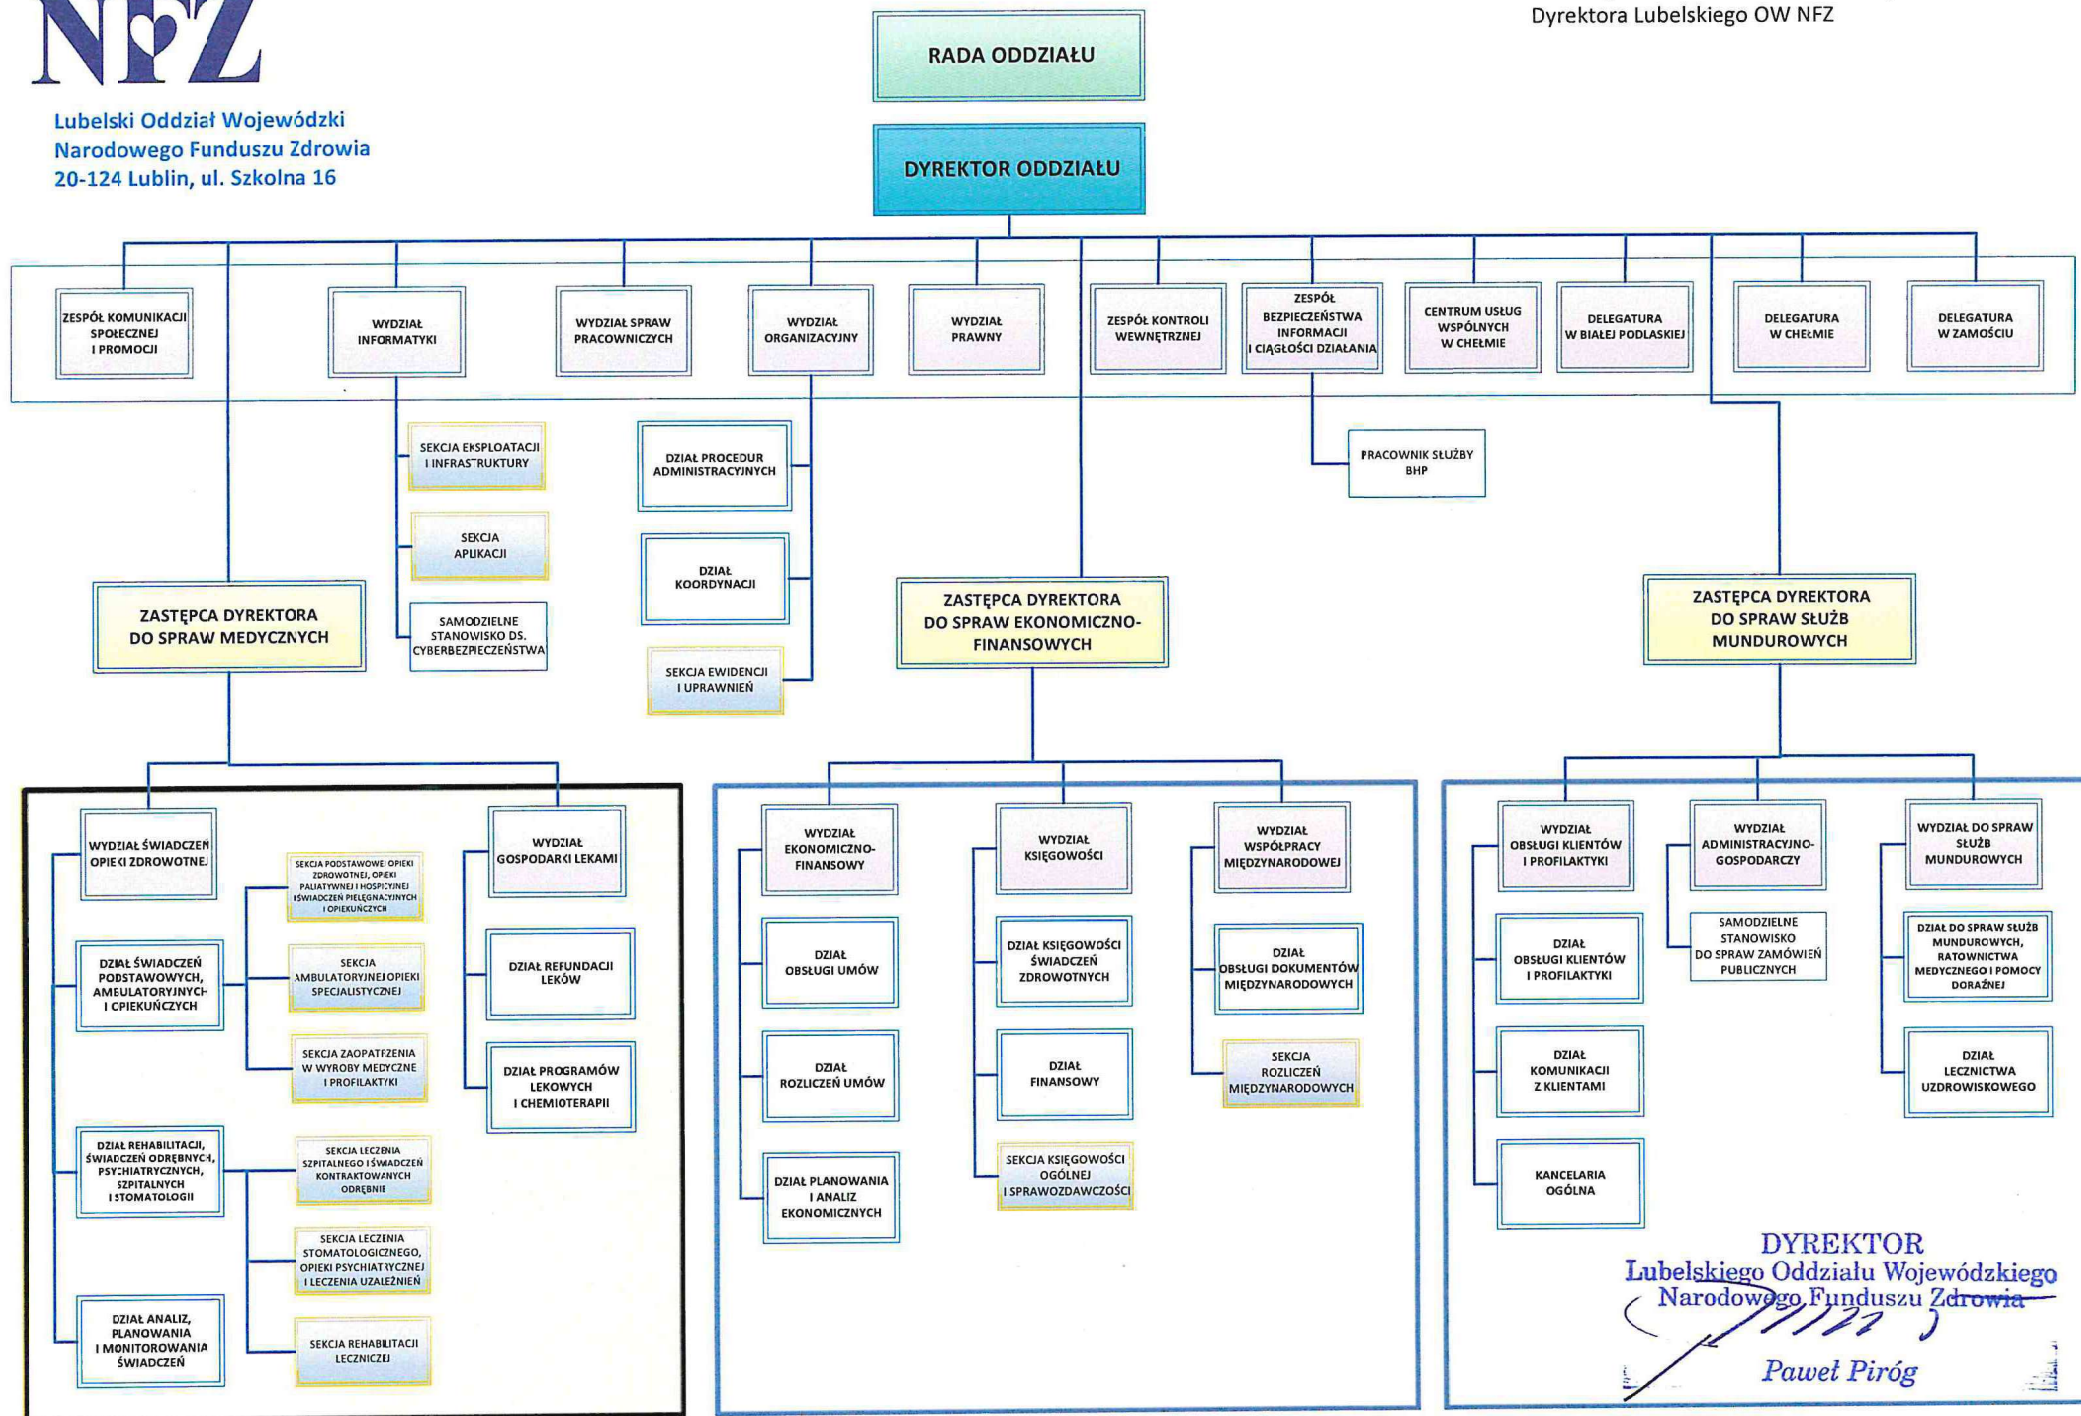 NFZ
Dyrektora Lubelskiego OW NFZ
Lubelski Oddział Wojewódzki
Narodowego Funduszu Zdrowia
20-124 Lublin, ul. Szkolna 16
RADA ODDZIAŁU
DYREKTOR ODDZIAŁU
ZESPÓŁ KOMUNIKACJI
SPOŁECZNEJ
I PROMOCJI
WYDZIAŁ
INFORMATYKI
WYDZIAŁ SPRAW
PRACOWNICZYCH
WYDZIAŁ
ORGANIZACYJNY
WYDZIAŁ
PRAWNY
ZESPÓŁ KONTROLI
WEWNĘTRZNEJ
ZESPÓŁ
BEZPIECZEŃSTWA
INFORMACJI
I CIĄGŁOŚCI DZIAŁANIA
CENTRUM USŁUG
WSPÓLNYCH
W CHEŁMIE
DELEGATURA
W BIAŁEJ PODLASKIEJ
DELEGATURA
W CHEŁMIE
DELEGATURA
W ZAMOŚCIU
SEKCJA EKSPLOATACJI
I INFRASTRUKTURY
SEKCJA
APLIKACJI
SAMODZIELNE
STANOWISKO DS.
CYBERBEZPIECZEŃSTWA
DZIAŁ PROCEDUR
ADMINISTRACYJNYCH
DZIAŁ
KOORDYNACJI
SEKCJA EWIDENCJI
I UPRAWNIEŃ
PRACOWNIK SŁUŻBY
BHP
ZASTĘPCA DYREKTORA
DO SPRAW MEDYCZNYCH
ZASTĘPCA DYREKTORA
DO SPRAW EKONOMICZNO-
FINANSOWYCH
ZASTĘPCA DYREKTORA
DO SPRAW SŁUŻB
MUNDUROWYCH
WYDZIAŁ ŚWIADCZEŃ
OPIEKI ZDROWOTNEJ
DZIAŁ ŚWIADCZEŃ
PODSTAWOWYCH,
AMBULATORYJNYCH
I OPIEKUŃCZYCH
DZIAŁ REHABILITACJI,
ŚWIADCZEŃ ODRĘBNYCH,
PSYCHIATRYCZNYCH,
SZPITALNYCH
I STOMATOLOGII
DZIAŁ ANALIZ,
PLANOWANIA
I MONITOROWANIA
ŚWIADCZEŃ
SEKCJA PODSTAWOWEJ OPIEKI
ZDROWOTNEJ, OPIEKI
PALIATYWNEJ I HOSPICYJNEJ
I ŚWIADCZEŃ PIELĘGNACYJNYCH
I OPIEKUŃCZYCH
SEKCJA
AMBULATORYJNEJ OPIEKI
SPECJALISTYCZNEJ
SEKCJA ZAOPATRZENIA
W WYROBY MEDYCZNE
I PROFILAKTYKI
SEKCJA LECZENIA
SZPITALNEGO I ŚWIADCZEŃ
KONTRAKTOWANYCH
ODRĘBNIE
SEKCJA LECZENIA
STOMATOLOGICZNEGO,
OPIEKI PSYCHIATRYCZNEJ
I LECZENIA UZALEŻNIEŃ
SEKCJA REHABILITACJI
LECZNICZEJ
WYDZIAŁ
GOSPODARKI LEKAMI
DZIAŁ REFUNDACJI
LEKÓW
DZIAŁ PROGRAMÓW
LEKOWYCH
I CHEMIOTERAPII
WYDZIAŁ
EKONOMICZNO-
FINANSOWY
DZIAŁ
OBSŁUGI UMÓW
DZIAŁ
ROZLICZEŃ UMÓW
DZIAŁ PLANOWANIA
I ANALIZ
EKONOMICZNYCH
WYDZIAŁ
KSIĘGOWOŚCI
DZIAŁ KSIĘGOWOŚCI
ŚWIADCZEŃ
ZDROWOTNYCH
DZIAŁ
FINANSOWY
SEKCJA KSIĘGOWOŚCI
OGÓLNEJ
I SPRAWOZDAWCZOŚCI
WYDZIAŁ
WSPÓŁPRACY
MIĘDZYNARODOWEJ
DZIAŁ
OBSŁUGI DOKUMENTÓW
MIĘDZYNARODOWYCH
SEKCJA
ROZLICZEŃ
MIĘDZYNARODOWYCH
WYDZIAŁ
OBSŁUGI KLIENTÓW
I PROFILAKTYKI
DZIAŁ
OBSŁUGI KLIENTÓW
I PROFILAKTYKI
DZIAŁ
KOMUNIKACJI
Z KLIENTAMI
KANCELARIA
OGÓLNA
WYDZIAŁ
ADMINISTRACYJNO-
GOSPODARCZY
SAMODZIELNE
STANOWISKO
DO SPRAW ZAMÓWIEŃ
PUBLICZNYCH
WYDZIAŁ DO SPRAW
SŁUŻB
MUNDUROWYCH
DZIAŁ DO SPRAW SŁUŻB
MUNDUROWYCH,
RATOWNICTWA
MEDYCZNEGO I POMOCY
DORAŹNEJ
DZIAŁ
LECZNICTWA
UZDROWISKOWEGO
DYREKTOR
Lubelskiego Oddziału Wojewódzkiego
Narodowego Funduszu Zdrowia
Paweł Piróg